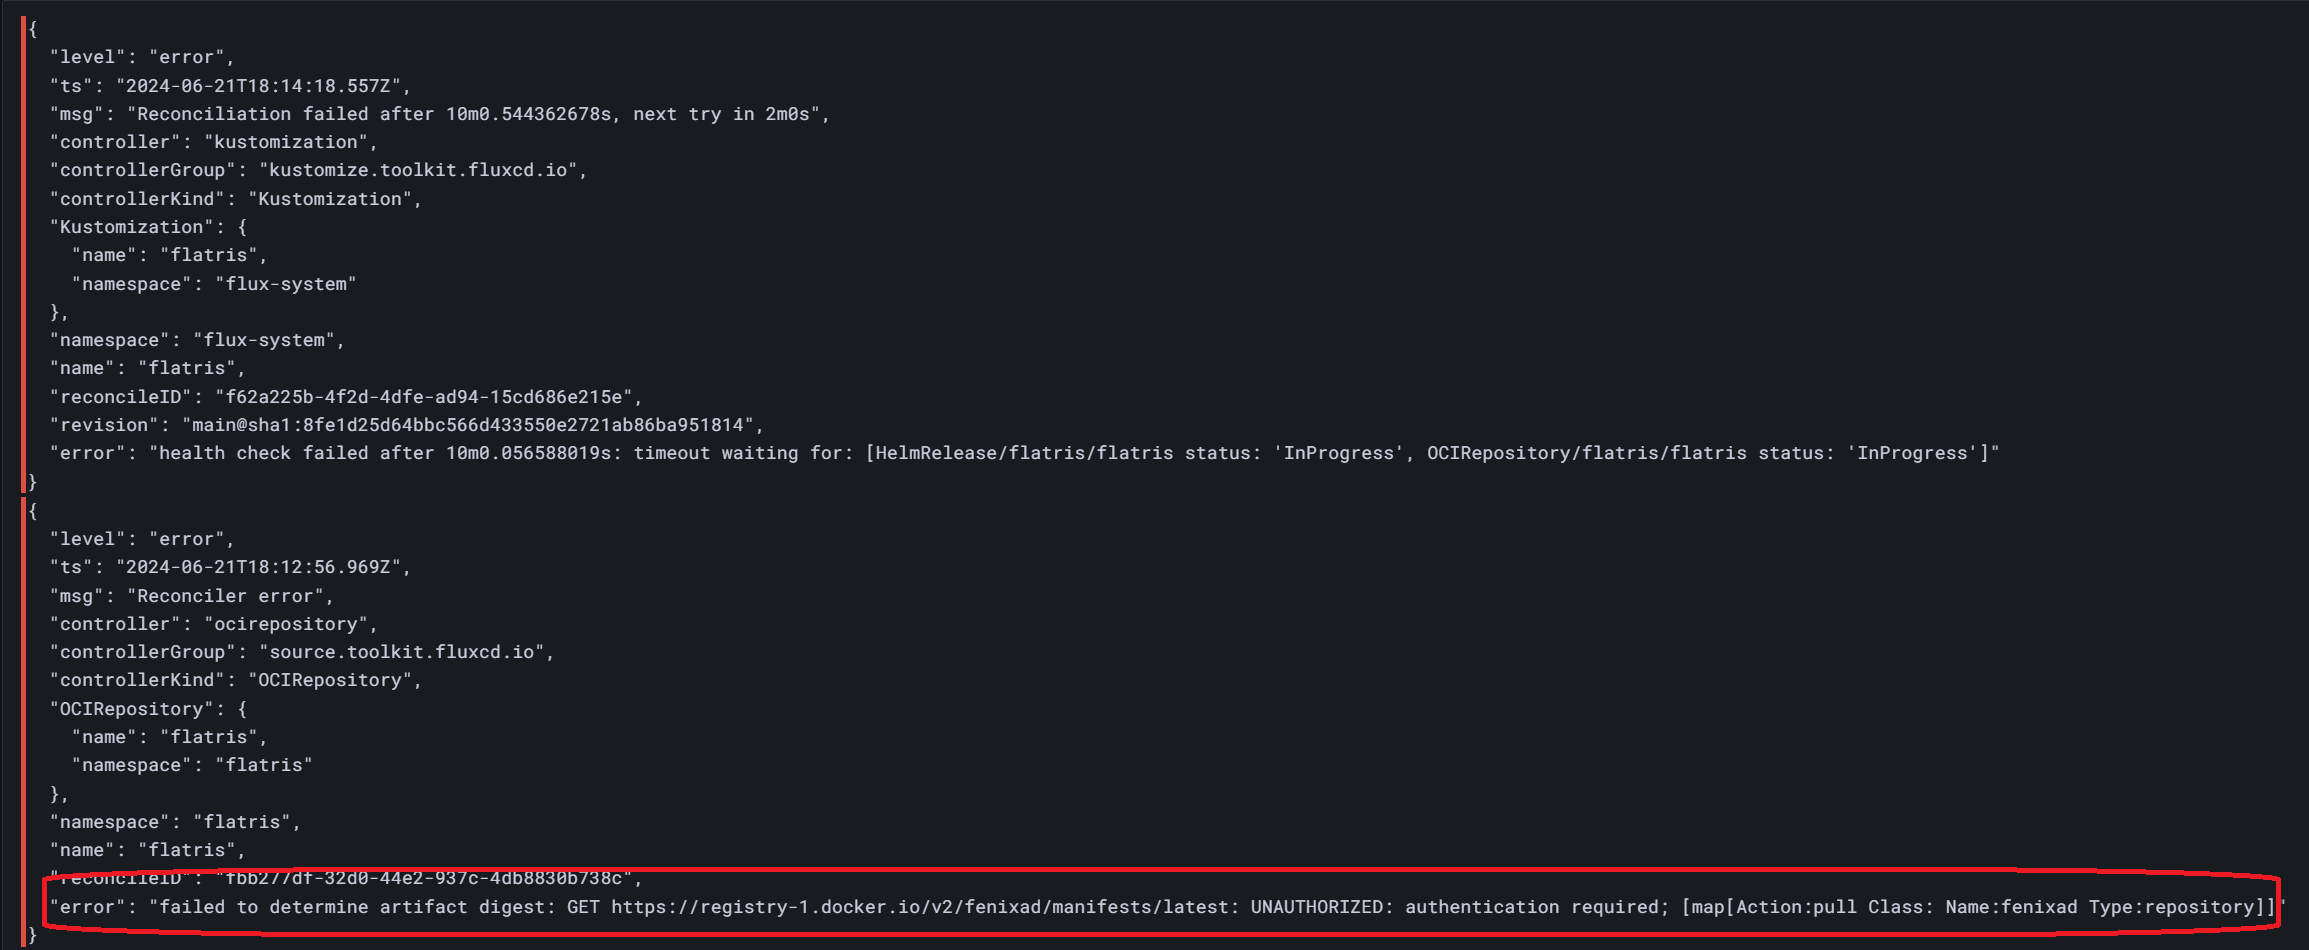 {
"level": "error",
"ts": "2024-06-21T18:14:18.557Z",
"msg": "Reconciliation failed after 10m0.544362678s, next try in 2m0s",
"controller": "kustomization",
"controllerGroup": "kustomize.toolkit.fluxcd.io",
"controllerKind": "Kustomization",
"Kustomization": {
"name": "flatris",
"namespace": "flux-system"
},
"namespace": "flux-system",
"name": "flatris",
"reconcileID": "f62a225b-4f2d-4dfe-ad94-15cd686e215e",
"revision": "main@sha1:8fe1d25d64bbc566d433550e2721ab86ba951814",
"error": "health check failed after 10m0.056588019s: timeout waiting for: [HelmRelease/flatris/flatris status: 'InProgress', OCIRepository/flatris/flatris status: 'InProgress']"
}
{
"level": "error",
"ts": "2024-06-21T18:12:56.969Z",
"msg": "Reconciler error",
"controller": "ocirepository",
"controllerGroup": "source.toolkit.fluxcd.io",
"controllerKind": "OCIRepository",
"OCIRepository": {
"name": "flatris",
"namespace": "flatris"
},
"namespace": "flatris",
"name": "flatris",
"reconcileID": "fbb277df-32d0-44e2-937c-4db8830b738c",
"error": "failed to determine artifact digest: GET https://registry-1.docker.io/v2/fenixad/manifests/latest: UNAUTHORIZED: authentication required; [map[Action:pull Class: Name:fenixad Type:repository]]"
}